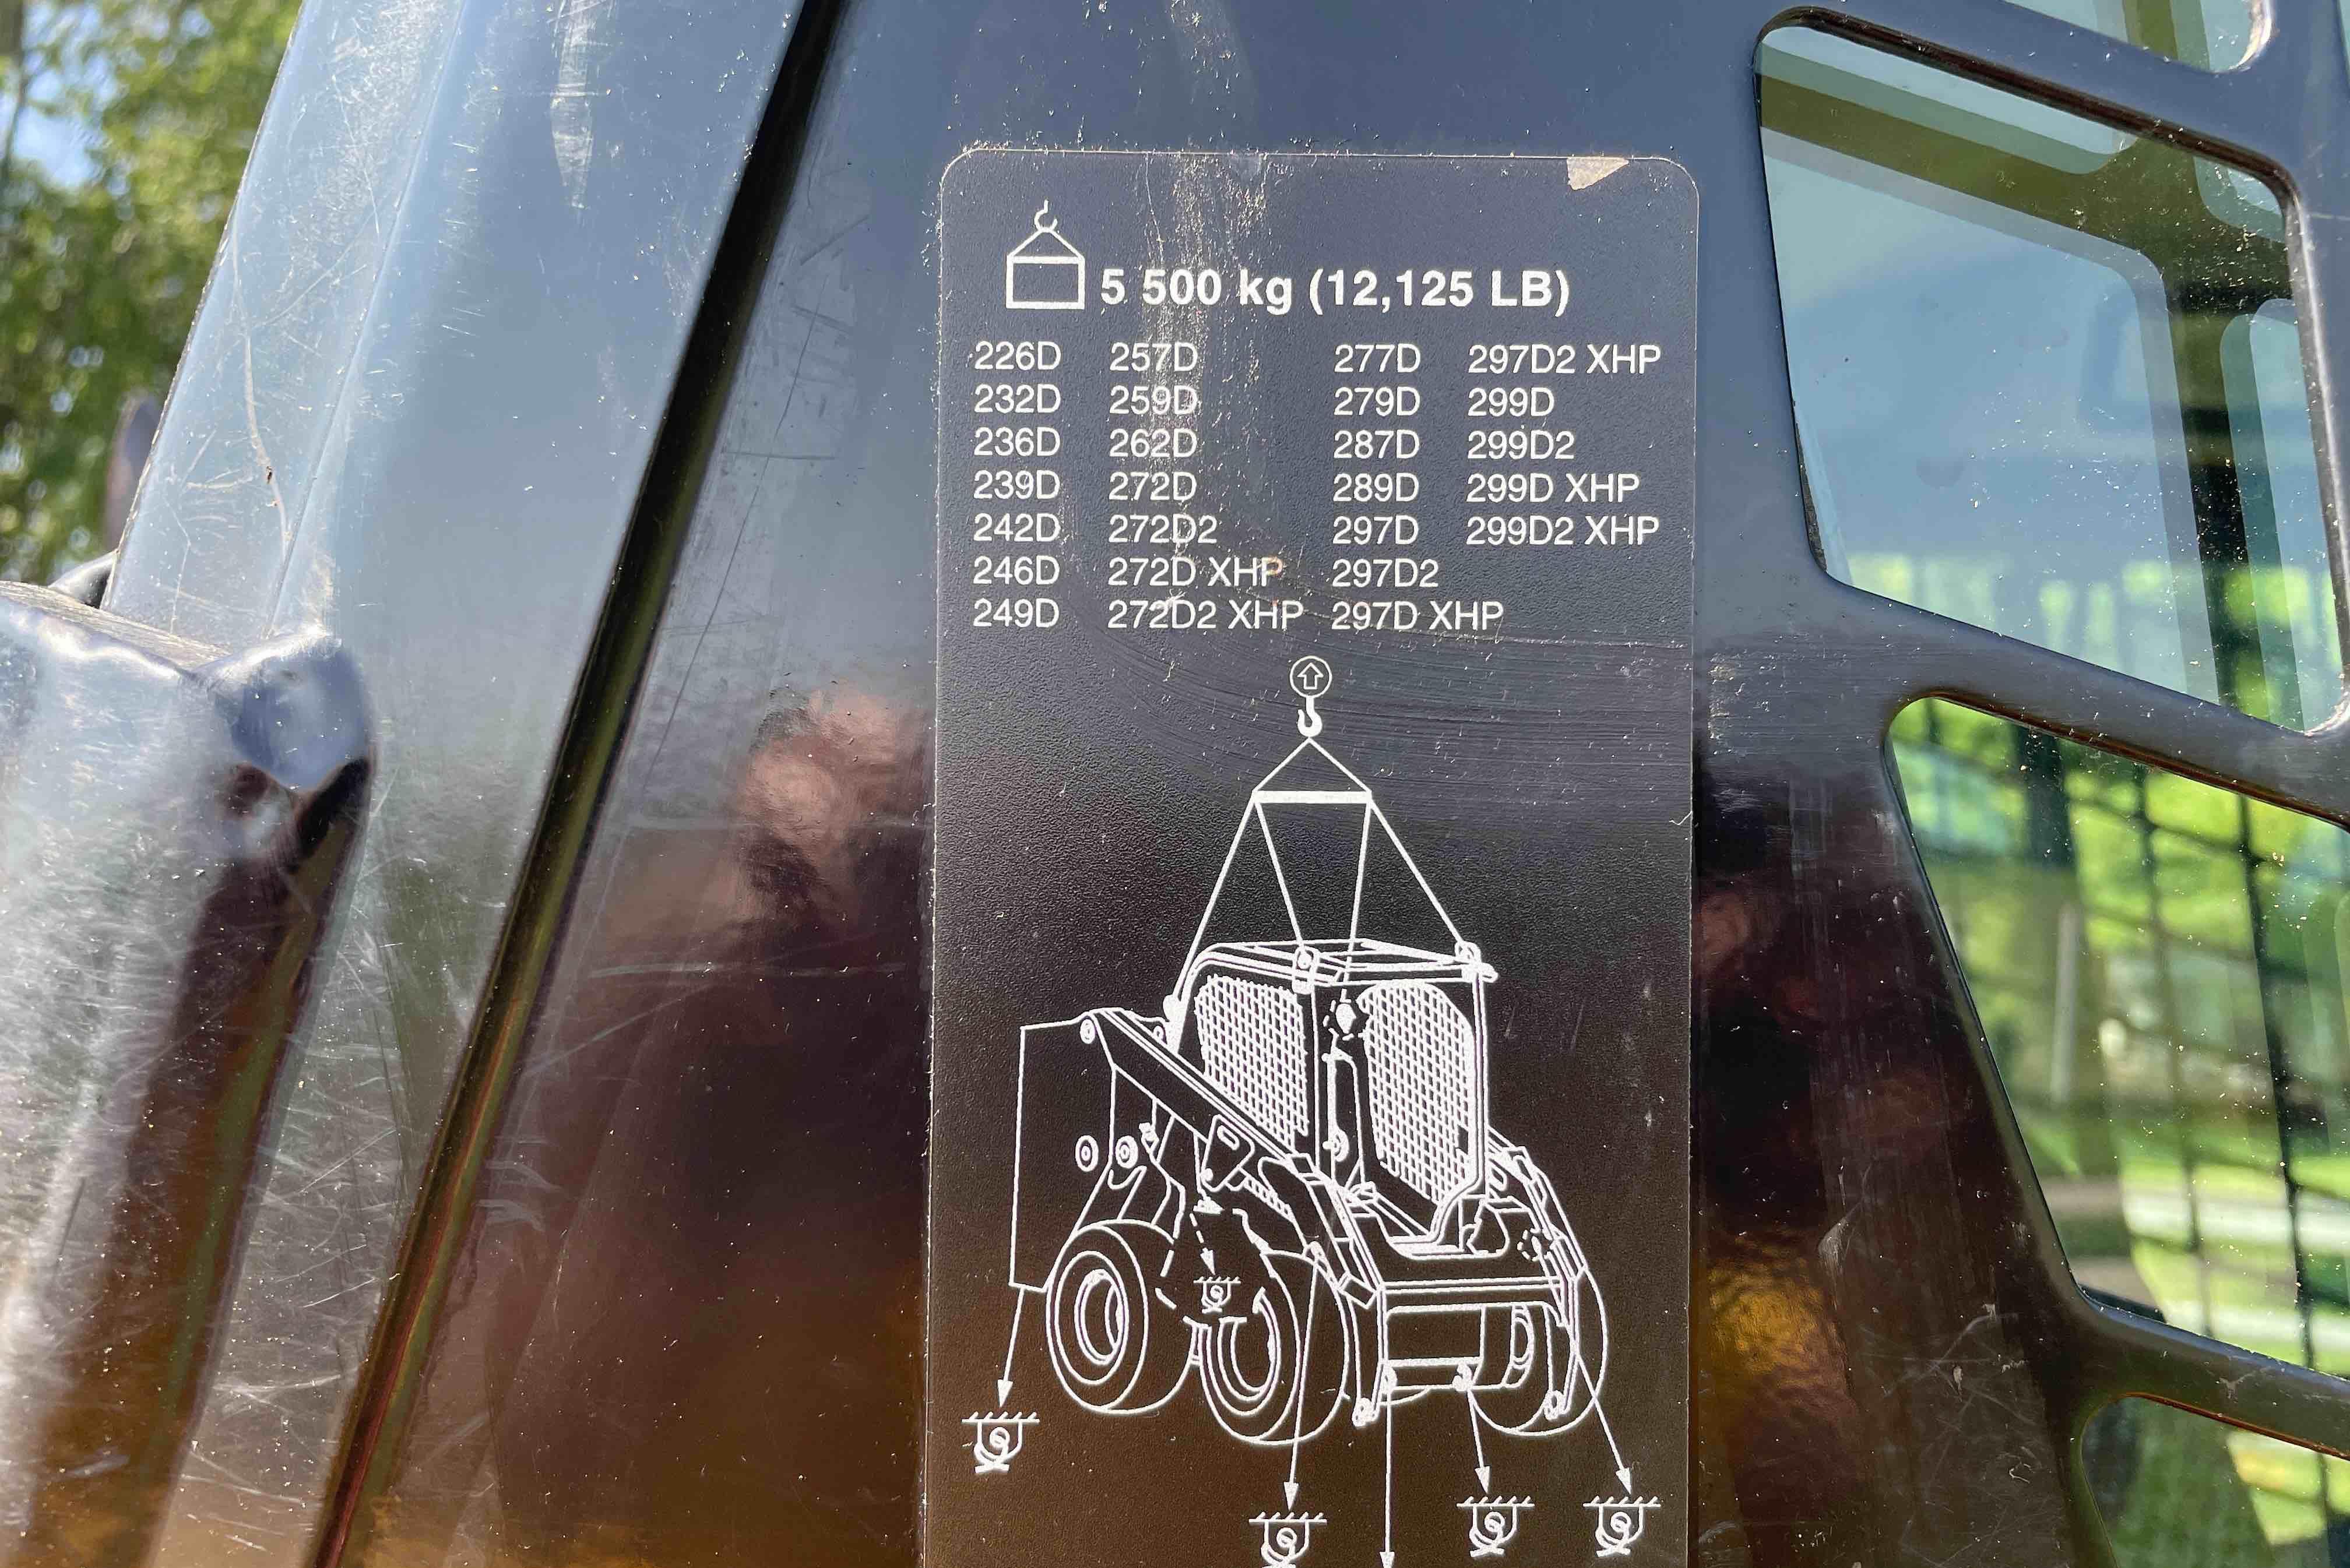 5 500 kg (12,125 LB)
226D 257D 277D 297D2 XHP
232D 259D 279D 299D
236D 262D 287D 299D2
239D 272D 289D 299D XHP
242D 272D2 297D 299D2 XHP
246D 272D XHP 297D2
249D 272D2 XHP 297D XHP